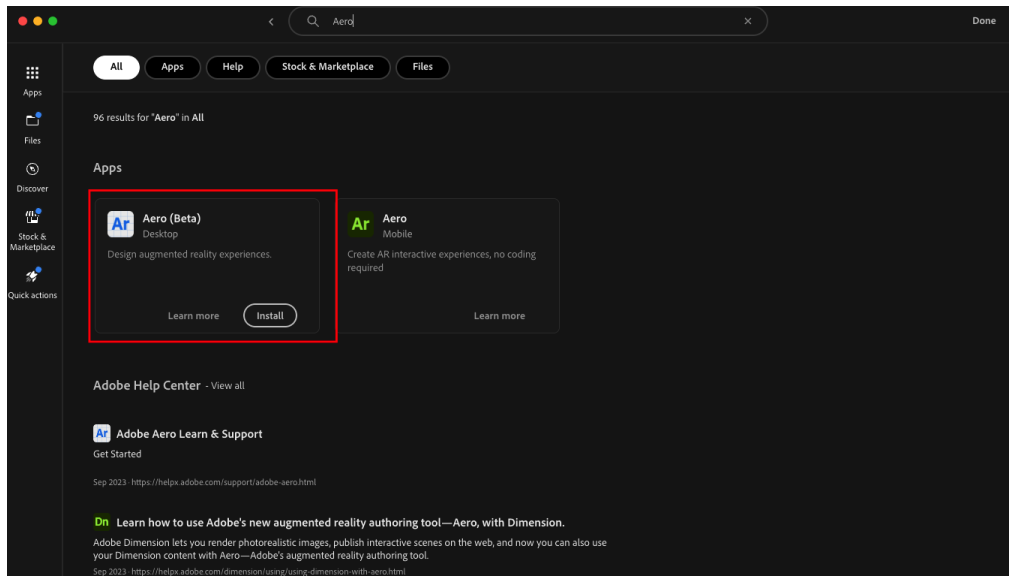 Aero
Done
All
Apps
Help
Stock & Marketplace
Files
Apps
Files
Discover
Stock &
Marketplace
Quick actions
96 results for "Aero" in All
Apps
Ar
Aero (Beta)
Desktop
Design augmented reality experiences.
Learn more
Install
Ar
Aero
Mobile
Create AR interactive experiences, no coding
required
Learn more
Adobe Help Center - View all
Ar Adobe Aero Learn & Support
Get Started
Sep 2023 · https://helpx.adobe.com/support/adobe-aero.html
Dn Learn how to use Adobe's new augmented reality authoring tool—Aero, with Dimension.
Adobe Dimension lets you render photorealistic images, publish interactive scenes on the web, and now you can also use
your Dimension content with Aero—Adobe's augmented reality authoring tool.
Sep 2023 · https://helpx.adobe.com/dimension/using/using-dimension-with-aero.html